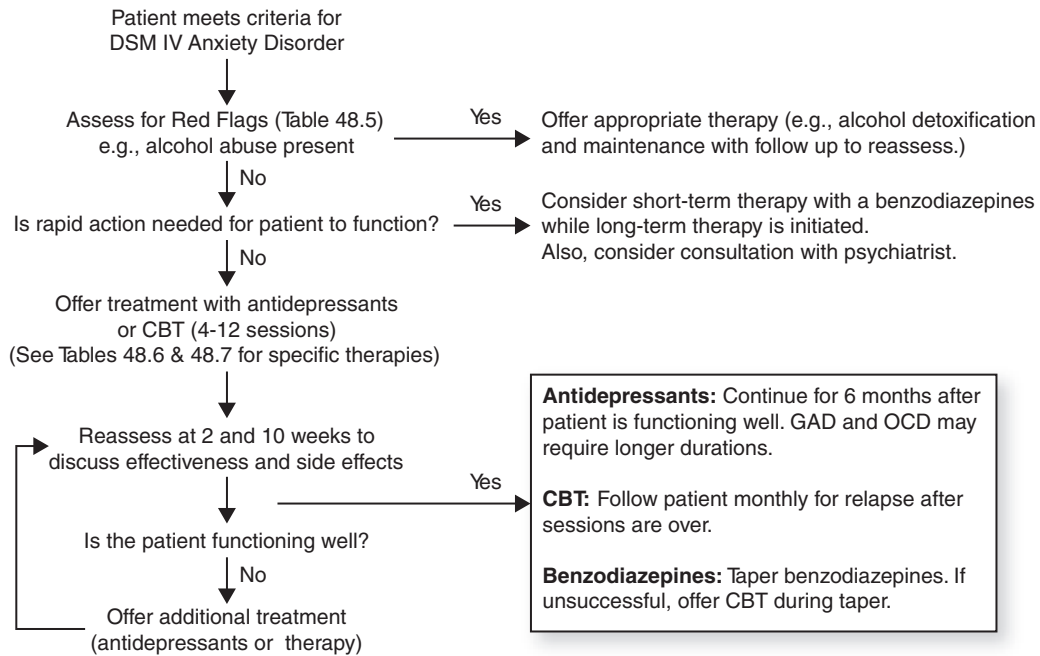 Patient meets criteria for
DSM IV Anxiety Disorder
Assess for Red Flags (Table 48.5)
e.g., alcohol abuse present
Yes
Offer appropriate therapy (e.g., alcohol detoxification
and maintenance with follow up to reassess.)
No
Is rapid action needed for patient to function?
Yes
Consider short-term therapy with a benzodiazepines
while long-term therapy is initiated.
Also, consider consultation with psychiatrist.
No
Offer treatment with antidepressants
or CBT (4-12 sessions)
(See Tables 48.6 & 48.7 for specific therapies)
Reassess at 2 and 10 weeks to
discuss effectiveness and side effects
Yes
Antidepressants: Continue for 6 months after
patient is functioning well. GAD and OCD may
require longer durations.
CBT: Follow patient monthly for relapse after
sessions are over.
Benzodiazepines: Taper benzodiazepines. If
unsuccessful, offer CBT during taper.
Is the patient functioning well?
No
Offer additional treatment
(antidepressants or therapy)